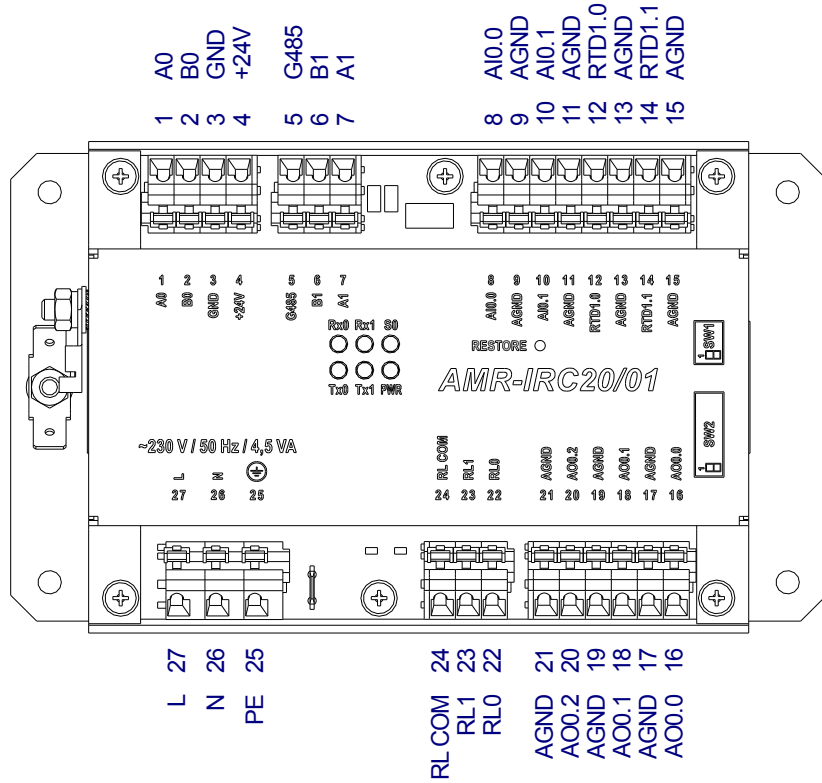 A0 B0 GND +24V G485 B1 A1 AI0.0 AGND AI0.1 AGND RTD1.0 AGND RTD1.1 AGND
1 2 3 4 5 6 7 8 9 10 11 12 13 14 15
1 2 3 4 5 6 7 8 9 10 11 12 13 14 15
A0 B0 GND +24V G485 B1 A1 AI0.0 AGND AI0.1 AGND RTD1.0 AGND RTD1.1 AGND
Rx0 Rx1 S0
RESTORE
1 SW1
Tx0 Tx1 PWR
AMR-IRC20/01
1 SW2
~230 V / 50 Hz / 4,5 VA
L N RL COM RL1 RL0 AGND AO0.2 AGND AO0.1 AGND AO0.0
27 26 25 24 23 22 21 20 19 18 17 16
27 26 25 24 23 22 21 20 19 18 17 16
L N PE RL COM RL1 RL0 AGND AO0.2 AGND AO0.1 AGND AO0.0